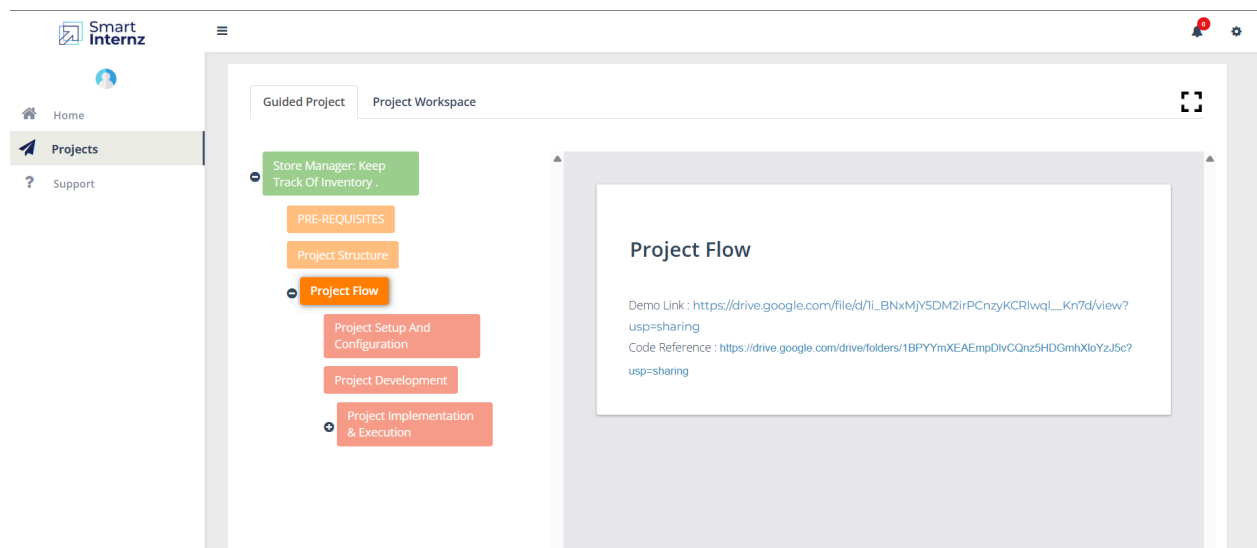 Smart
Internz
0
Home
Projects
? Support
Guided Project
Project Workspace
Store Manager: Keep
Track Of Inventory .
PRE-REQUISITES
Project Structure
Project Flow
Project Setup And
Configuration
Project Development
Project Implementation
& Execution
Project Flow
Demo Link : https://drive.google.com/file/d/1i_BNxMjY5DM2irPCnzyKCRlwql__Kn7d/view?
usp=sharing
Code Reference : https://drive.google.com/drive/folders/1BPYYmXEAEmpDlvCQnz5HDGmhXloYzJ5c?
usp=sharing